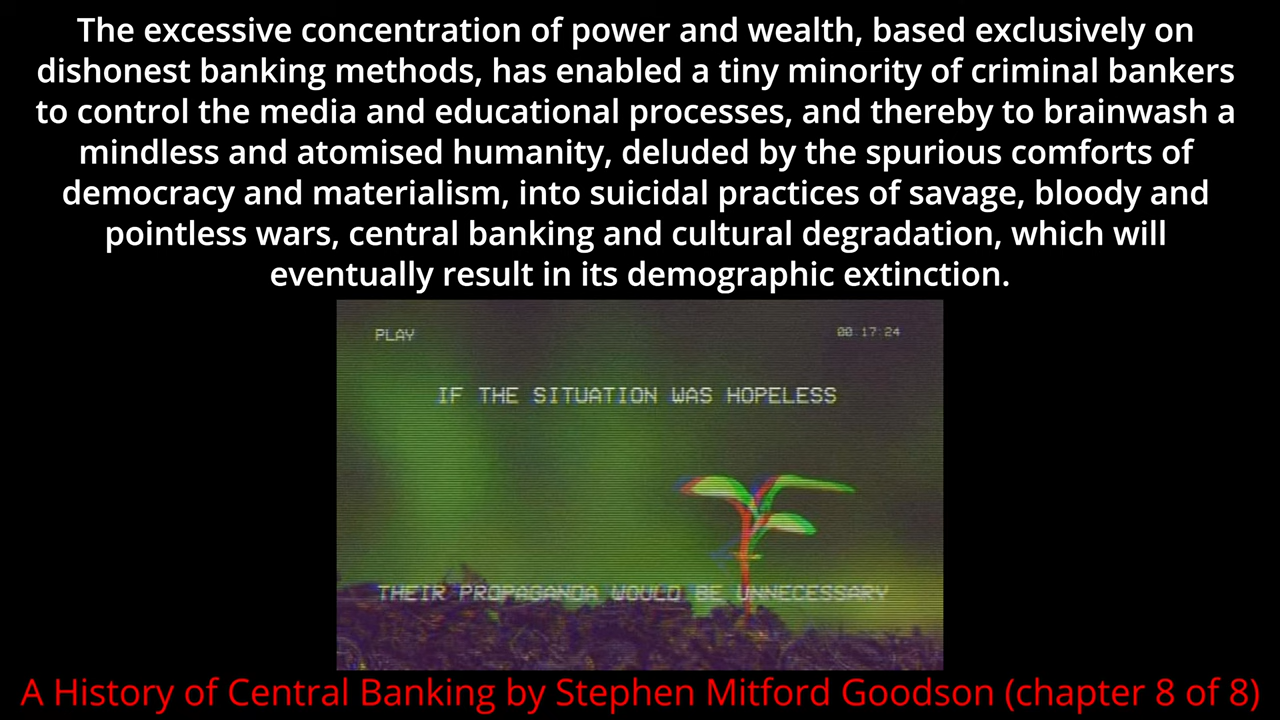 The excessive concentration of power and wealth, based exclusively on
dishonest banking methods, has enabled a tiny minority of criminal bankers
to control the media and educational processes, and thereby to brainwash a
mindless and atomised humanity, deluded by the spurious comforts of
democracy and materialism, into suicidal practices of savage, bloody and
pointless wars, central banking and cultural degradation, which will
eventually result in its demographic extinction.
PLAY
00:17:24
IF THE SITUATION WAS HOPELESS
THEIR PROPAGANDA WOULD BE UNNECESSARY
A History of Central Banking by Stephen Mitford Goodson (chapter 8 of 8)